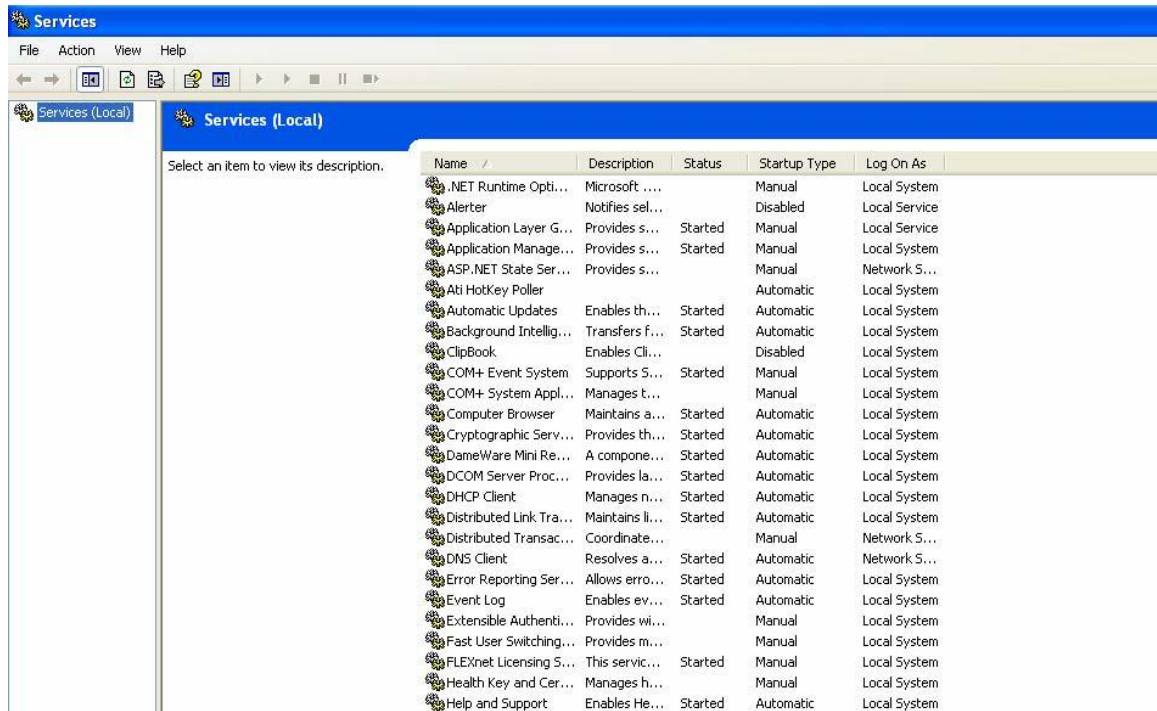 Services
File Action View Help
Services (Local)
Services (Local)
Select an item to view its description.
Name Description Status Startup Type Log On As
.NET Runtime Opti... Microsoft .... Manual Local System
Alerter Notifies sel... Disabled Local Service
Application Layer G... Provides s... Started Manual Local Service
Application Manage... Provides s... Started Manual Local System
ASP.NET State Ser... Provides s... Manual Network S...
Ati HotKey Poller Automatic Local System
Automatic Updates Enables th... Started Automatic Local System
Background Intellig... Transfers f... Started Automatic Local System
ClipBook Enables Cli... Disabled Local System
COM+ Event System Supports S... Started Manual Local System
COM+ System Appl... Manages t... Manual Local System
Computer Browser Maintains a... Started Automatic Local System
Cryptographic Serv... Provides th... Started Automatic Local System
DameWare Mini Re... A compone... Started Automatic Local System
DCOM Server Proc... Provides la... Started Automatic Local System
DHCP Client Manages n... Started Automatic Local System
Distributed Link Tra... Maintains li... Started Automatic Local System
Distributed Transac... Coordinate... Manual Network S...
DNS Client Resolves a... Started Automatic Network S...
Error Reporting Ser... Allows erro... Started Automatic Local System
Event Log Enables ev... Started Automatic Local System
Extensible Authenti... Provides wi... Manual Local System
Fast User Switching... Provides m... Manual Local System
FLEXnet Licensing S... This servic... Started Manual Local System
Health Key and Cer... Manages h... Manual Local System
Help and Support Enables He... Started Automatic Local System